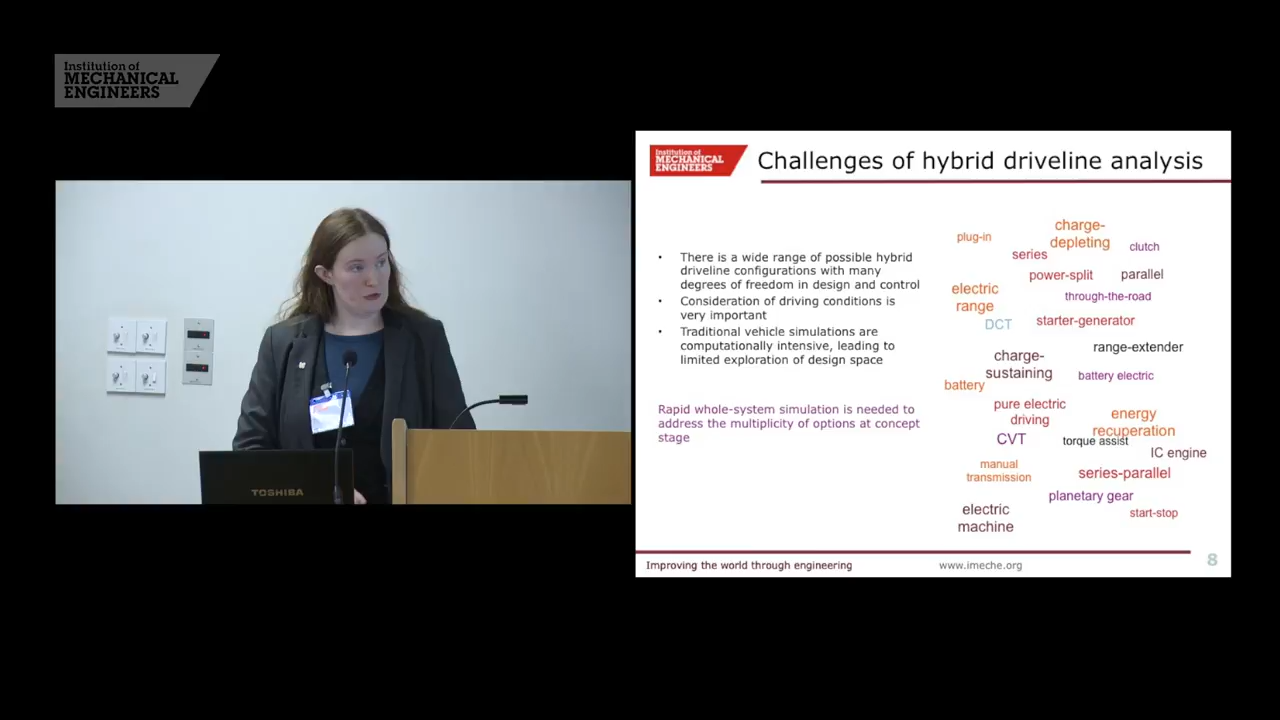 Institution of
MECHANICAL
ENGINEERS
TOSHIBA
Institution of
MECHANICAL
ENGINEERS
Challenges of hybrid driveline analysis
• There is a wide range of possible hybrid
driveline configurations with many
degrees of freedom in design and control
• Consideration of driving conditions is
very important
• Traditional vehicle simulations are
computationally intensive, leading to
limited exploration of design space
Rapid whole-system simulation is needed to
address the multiplicity of options at concept
stage
plug-in
charge-
depleting
clutch
series
power-split
parallel
electric
range
through-the-road
DCT
starter-generator
range-extender
charge-
sustaining
battery
battery electric
pure electric
driving
energy
recuperation
CVT
torque assist
IC engine
manual
transmission
series-parallel
planetary gear
start-stop
electric
machine
Improving the world through engineering
www.imeche.org
8